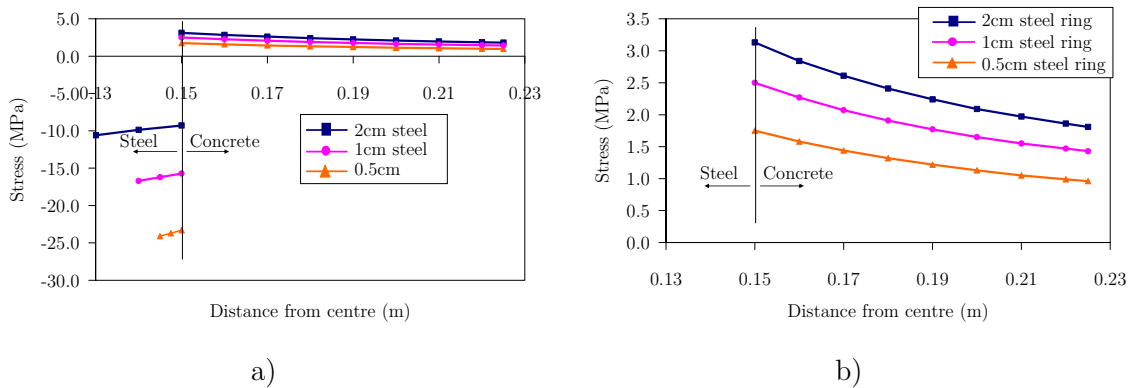 5.0
0.0
-5.00
-10.0
-15.0
-20.0
-25.0
-30.0
Stress (MPa)
0.13 0.15 0.17 0.19 0.21 0.23
Steel Concrete
2cm steel
1cm steel
0.5cm
Distance from centre (m)
a)
3.5
3.0
2.5
2.0
1.5
1.0
0.5
0.0
Stress (MPa)
2cm steel ring
1cm steel ring
0.5cm steel ring
Steel Concrete
0.13 0.15 0.17 0.19 0.21 0.23
Distance from centre (m)
b)